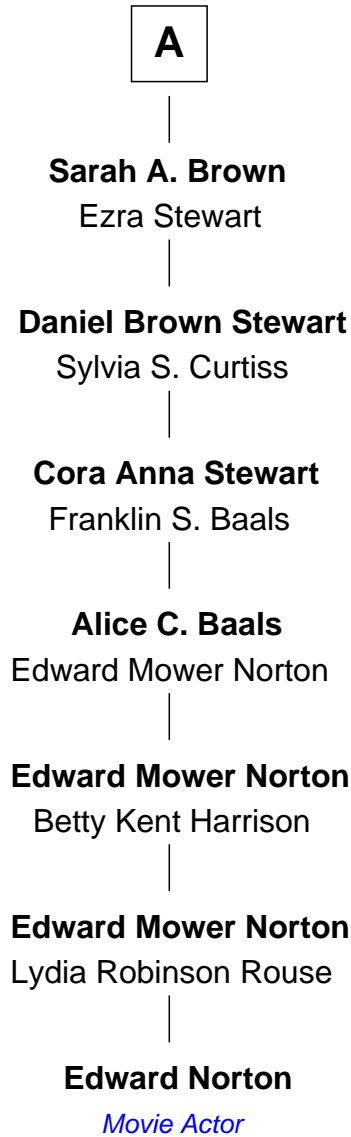 A
Sarah A. Brown
Ezra Stewart
Daniel Brown Stewart
Sylvia S. Curtiss
Cora Anna Stewart
Franklin S. Baals
Alice C. Baals
Edward Mower Norton
Edward Mower Norton
Betty Kent Harrison
Edward Mower Norton
Lydia Robinson Rouse
Edward Norton
Movie Actor